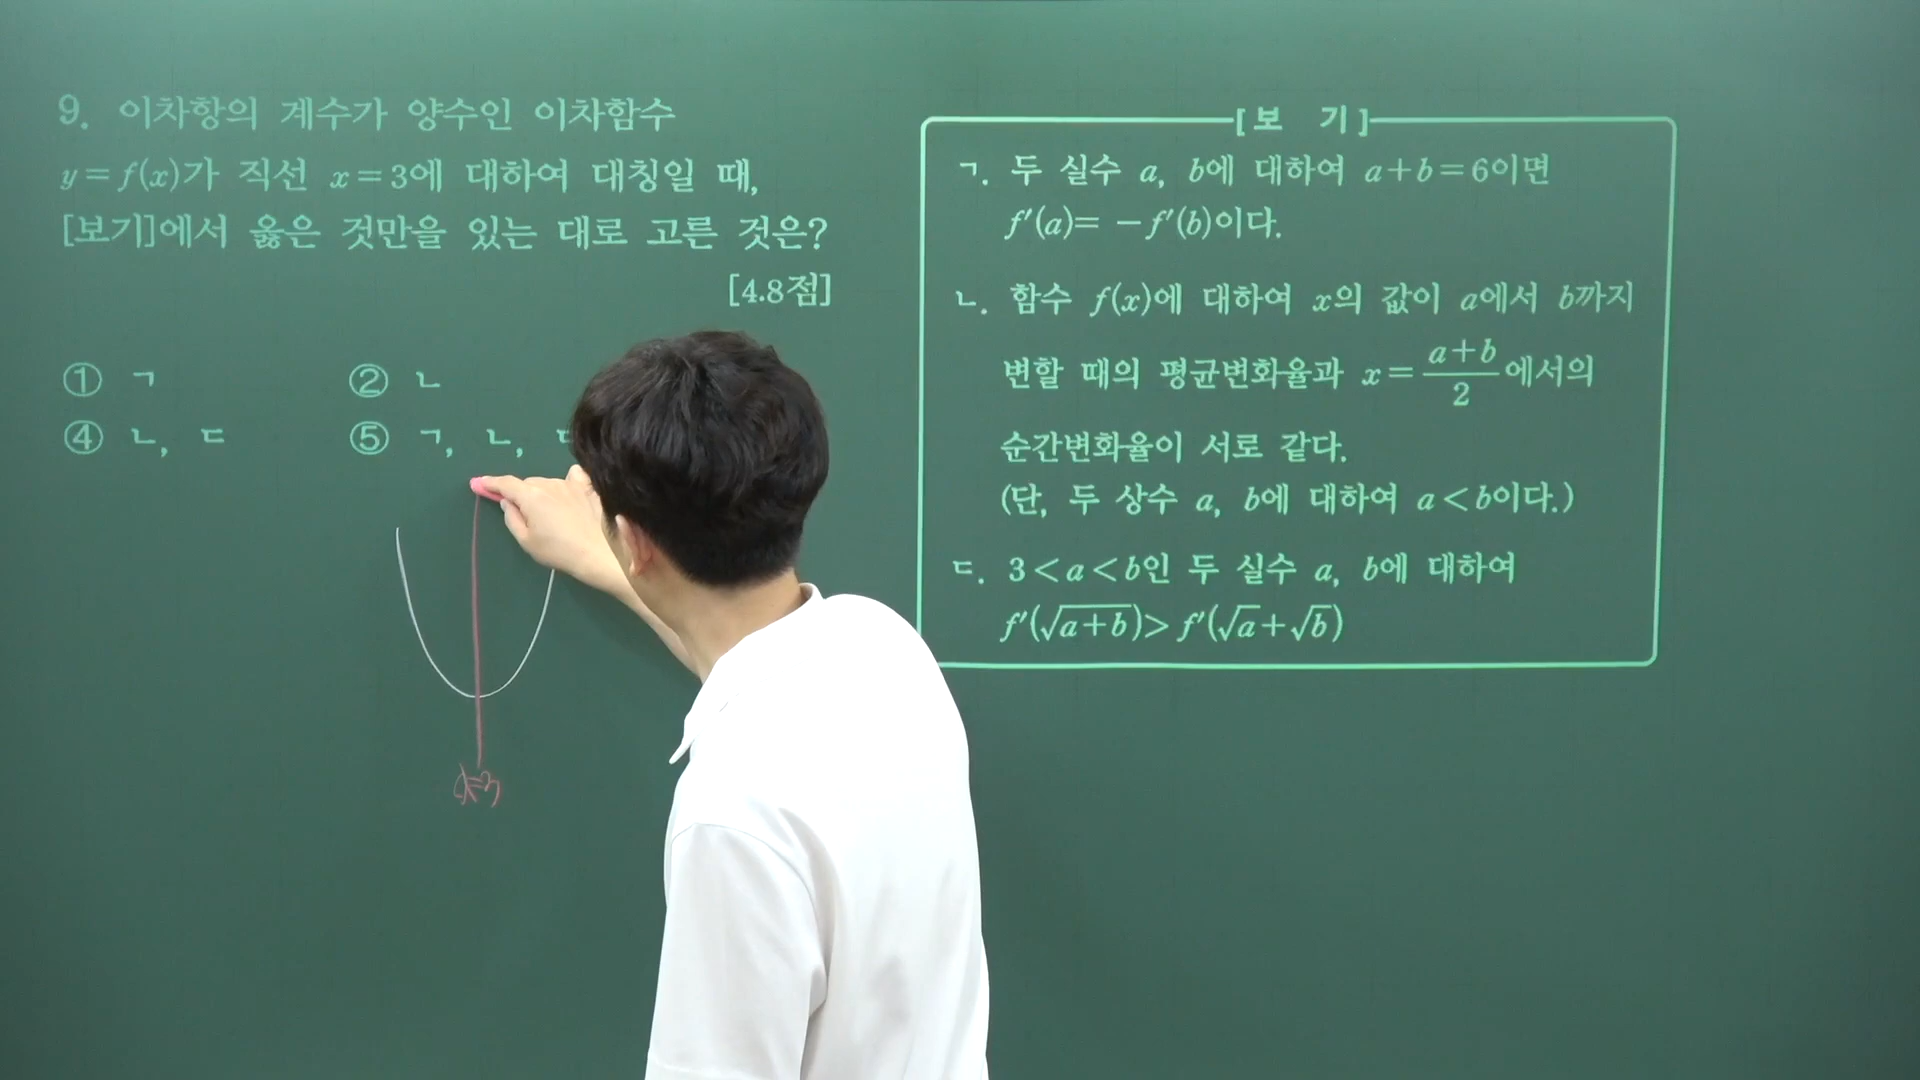 9. 이차항의 계수가 양수인 이차함수
y=f(x)가 직선 x=3에 대하여 대칭일 때,
[보기]에서 옳은 것만을 있는 대로 고른 것은?
[4.8점]
① ㄱ ② ㄴ
④ ㄴ, ㄷ ⑤ ㄱ, ㄴ, ㄷ
x=3
[보 기]
ㄱ. 두 실수 a, b에 대하여 a+b=6이면
f′(a)= -f′(b)이다.
ㄴ. 함수 f(x)에 대하여 x의 값이 a에서 b까지
변할 때의 평균변화율과 x=\frac{a+b}{2}에서의
순간변화율이 서로 같다.
(단, 두 상수 a, b에 대하여 a<b이다.)
ㄷ. 3<a<b인 두 실수 a, b에 대하여
f′(√(a+b))> f′(√a+√b)